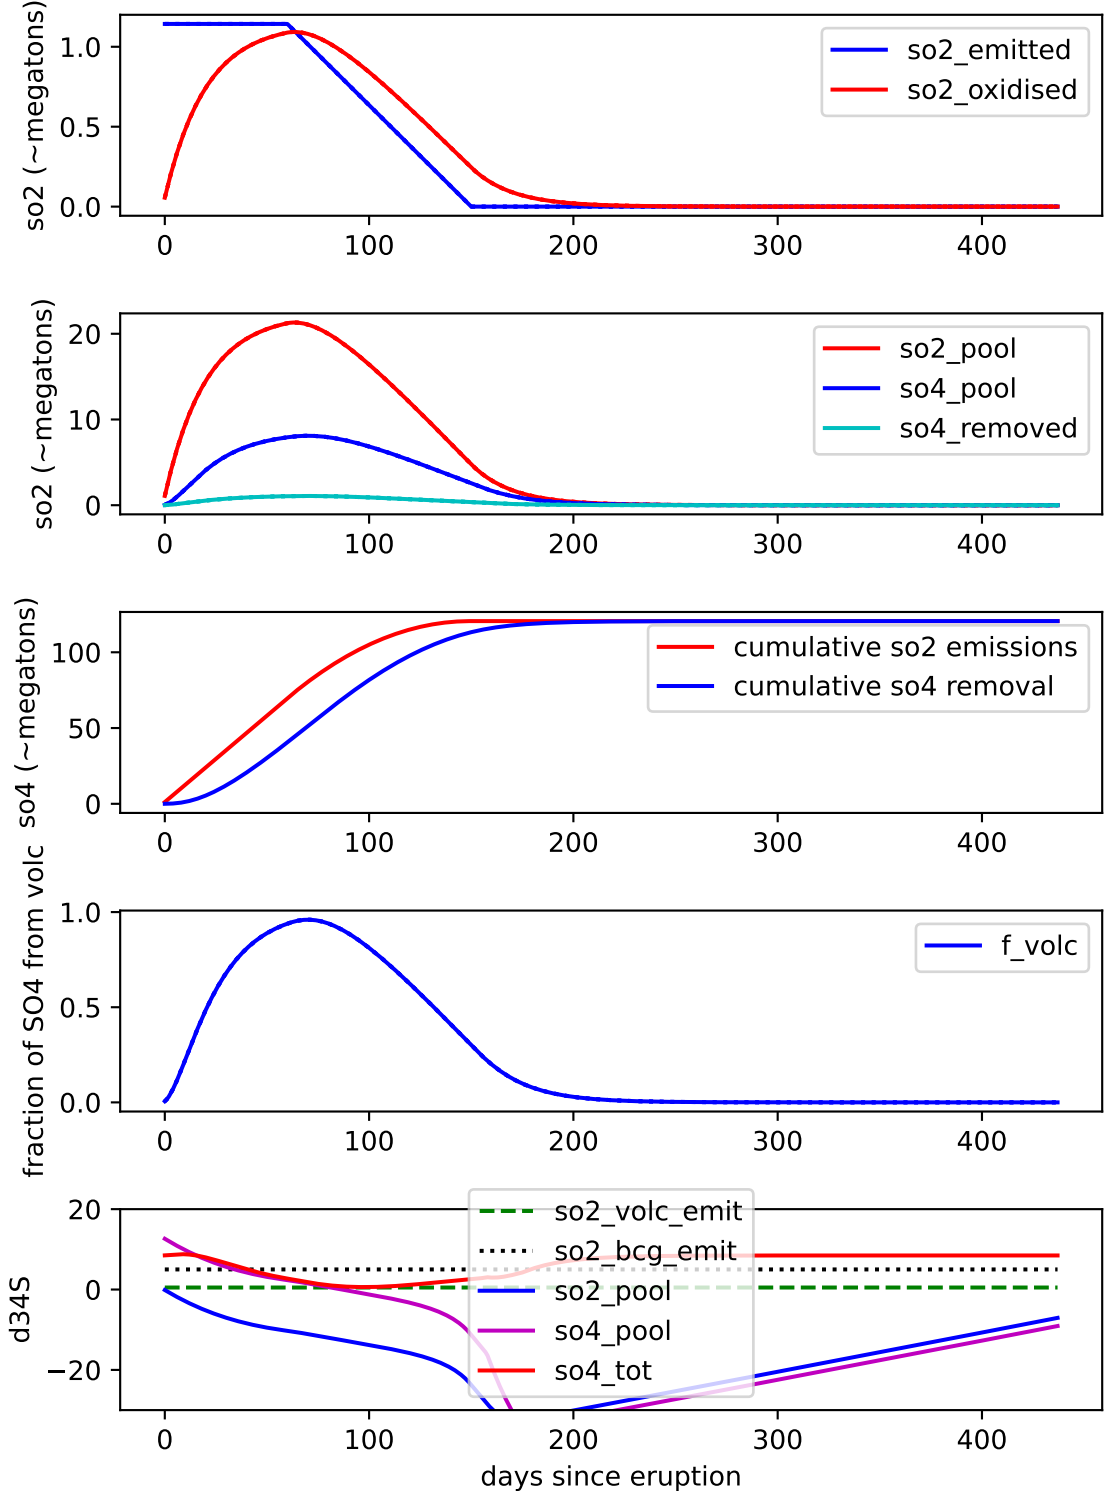 so2 (~megatons)
1.0
0.5
0.0
so2_emitted
so2_oxidised
0 100 200 300 400
so2 (~megatons)
20
10
0
so2_pool
so4_pool
so4_removed
0 100 200 300 400
so4 (~megatons)
100
50
0
cumulative so2 emissions
cumulative so4 removal
0 100 200 300 400
fraction of SO4 from volc
1.0
0.5
0.0
f_volc
0 100 200 300 400
d34S
20
0
−20
so2_volc_emit
so2_bcg_emit
so2_pool
so4_pool
so4_tot
0 100 200 300 400
days since eruption